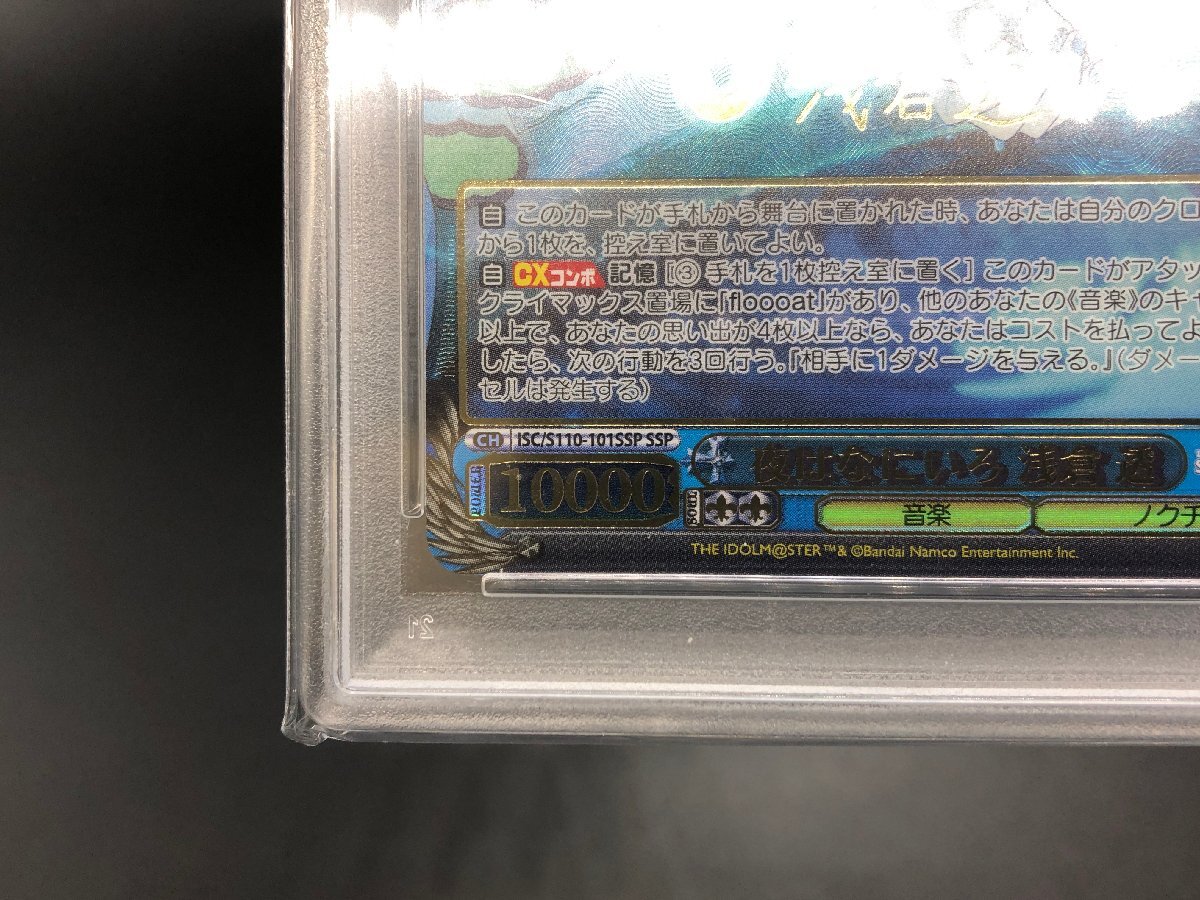 自 このカードが手札から舞台に置かれた時、あなたは自分のクロ
から1枚を、控え室に置いてよい。
自 CXコンボ 記憶 [③ 手札を1枚控え室に置く] このカードがアタッ
クライマックス置場に「floooat」があり、他のあなたの《音楽》のキャ
以上で、あなたの思い出が4枚以上なら、あなたはコストを払ってよ
したら、次の行動を3回行う。『相手に1ダメージを与える。』(ダメー
セルは発生する)
CH ISC/S110-101SSP SSP
POWER 10000
夜はなにいろ 浅倉 透
SOUL
音楽 ノクチ
THE IDOLM@STER™& ©Bandai Namco Entertainment Inc.
21